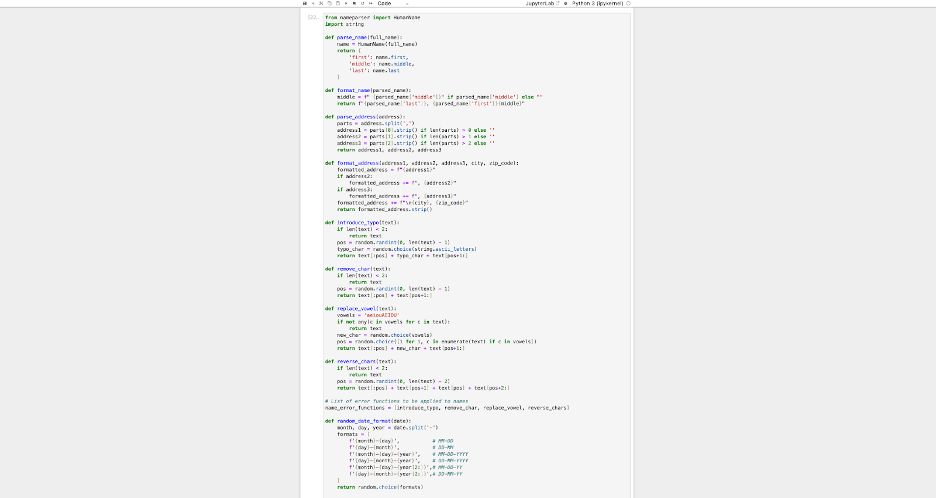 Code
JupyterLab
Python 3 (ipykernel)
from nameparser import HumanName
import string
def parse_name(full_name):
    name = HumanName(full_name)
    return {
        'first': name.first,
        'middle': name.middle,
        'last': name.last
    }
def format_name(parsed_name):
    middle = f" {parsed_name['middle']}" if parsed_name['middle'] else ""
    return f"{parsed_name['last']}, {parsed_name['first']}{middle}"
def parse_address(address):
    parts = address.split(',')
    address1 = parts[0].strip() if len(parts) > 0 else ''
    address2 = parts[1].strip() if len(parts) > 1 else ''
    address3 = parts[2].strip() if len(parts) > 2 else ''
    return address1, address2, address3
def format_address(address1, address2, address3, city, zip_code):
    formatted_address = f"{address1}"
    if address2:
        formatted_address += f", {address2}"
    if address3:
        formatted_address += f", {address3}"
    formatted_address += f"\n{city}, {zip_code}"
    return formatted_address.strip()
def introduce_typo(text):
    if len(text) < 2:
        return text
    pos = random.randint(0, len(text) - 1)
    typo_char = random.choice(string.ascii_letters)
    return text[:pos] + typo_char + text[pos+1:]
def remove_char(text):
    if len(text) < 2:
        return text
    pos = random.randint(0, len(text) - 1)
    return text[:pos] + text[pos+1:]
def replace_vowel(text):
    vowels = 'aeiouAEIOU'
    if not any(c in vowels for c in text):
        return text
    new_char = random.choice(vowels)
    pos = random.choice([i for i, c in enumerate(text) if c in vowels])
    return text[:pos] + new_char + text[pos+1:]
def reverse_chars(text):
    if len(text) < 2:
        return text
    pos = random.randint(0, len(text) - 2)
    return text[:pos] + text[pos+1] + text[pos] + text[pos+2:]
# List of error functions to be applied to names
name_error_functions = [introduce_typo, remove_char, replace_vowel, reverse_chars]
def random_date_format(date):
    month, day, year = date.split('-')
    formats = [
        f'{month}-{day}', # MM-DD
        f'{day}-{month}', # DD-MM
        f'{month}-{day}-{year}', # MM-DD-YYYY
        f'{day}-{month}-{year}', # DD-MM-YYYY
        f'{month}-{day}-{year[2:]}',# MM-DD-YY
        f'{day}-{month}-{year[2:]}',# DD-MM-YY
    ]
    return random.choice(formats)